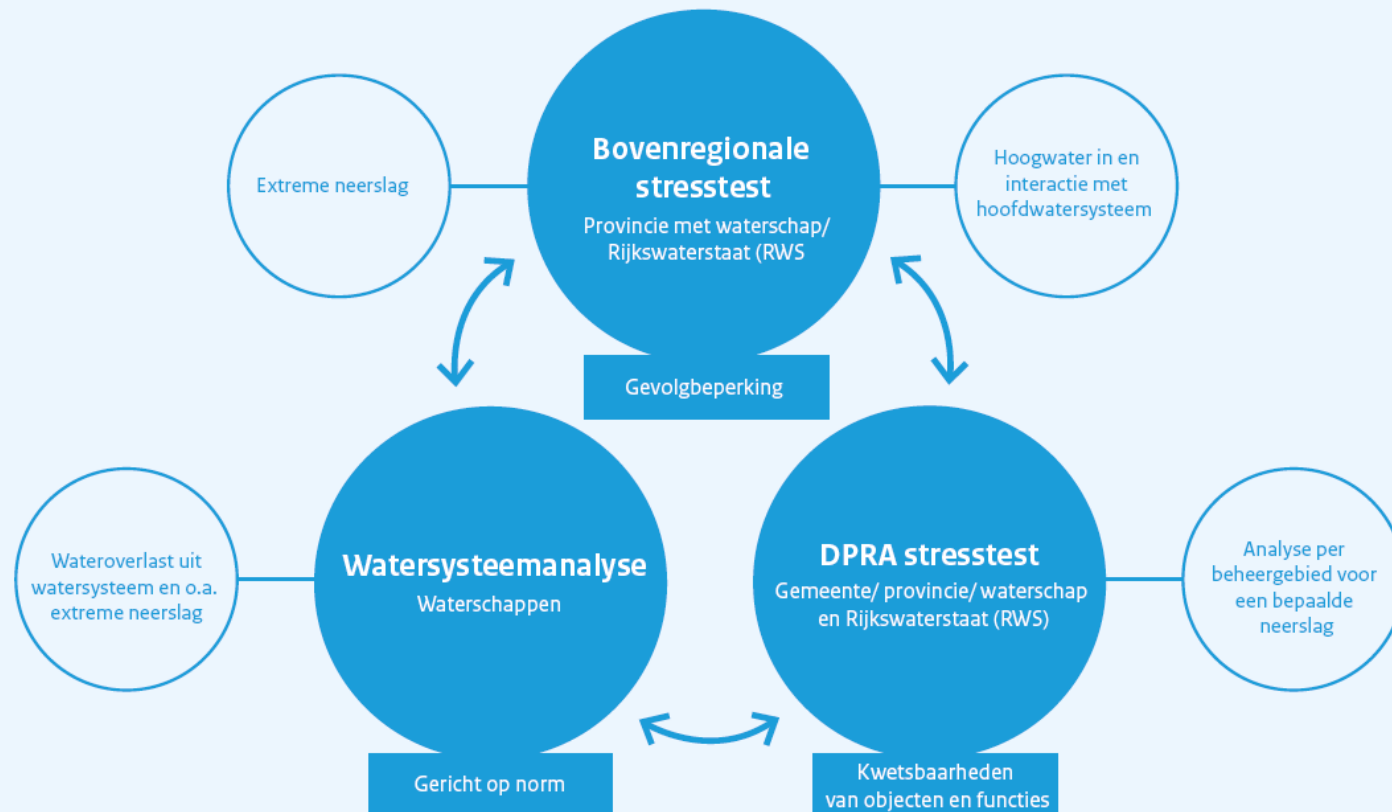 Bovenregionale
stresstest
Provincie met waterschap/
Rijkswaterstaat (RWS
Extreme neerslag
Hoogwater in en
interactie met
hoofdwatersysteem
Gevolgbeperking
Wateroverlast uit
watersysteem en o.a.
extreme neerslag
Watersysteemanalyse
Waterschappen
Gericht op norm
DPRA stresstest
Gemeente/ provincie/ waterschap
en Rijkswaterstaat (RWS)
Kwetsbaarheden
van objecten en functies
Analyse per
beheergebied voor
een bepaalde
neerslag